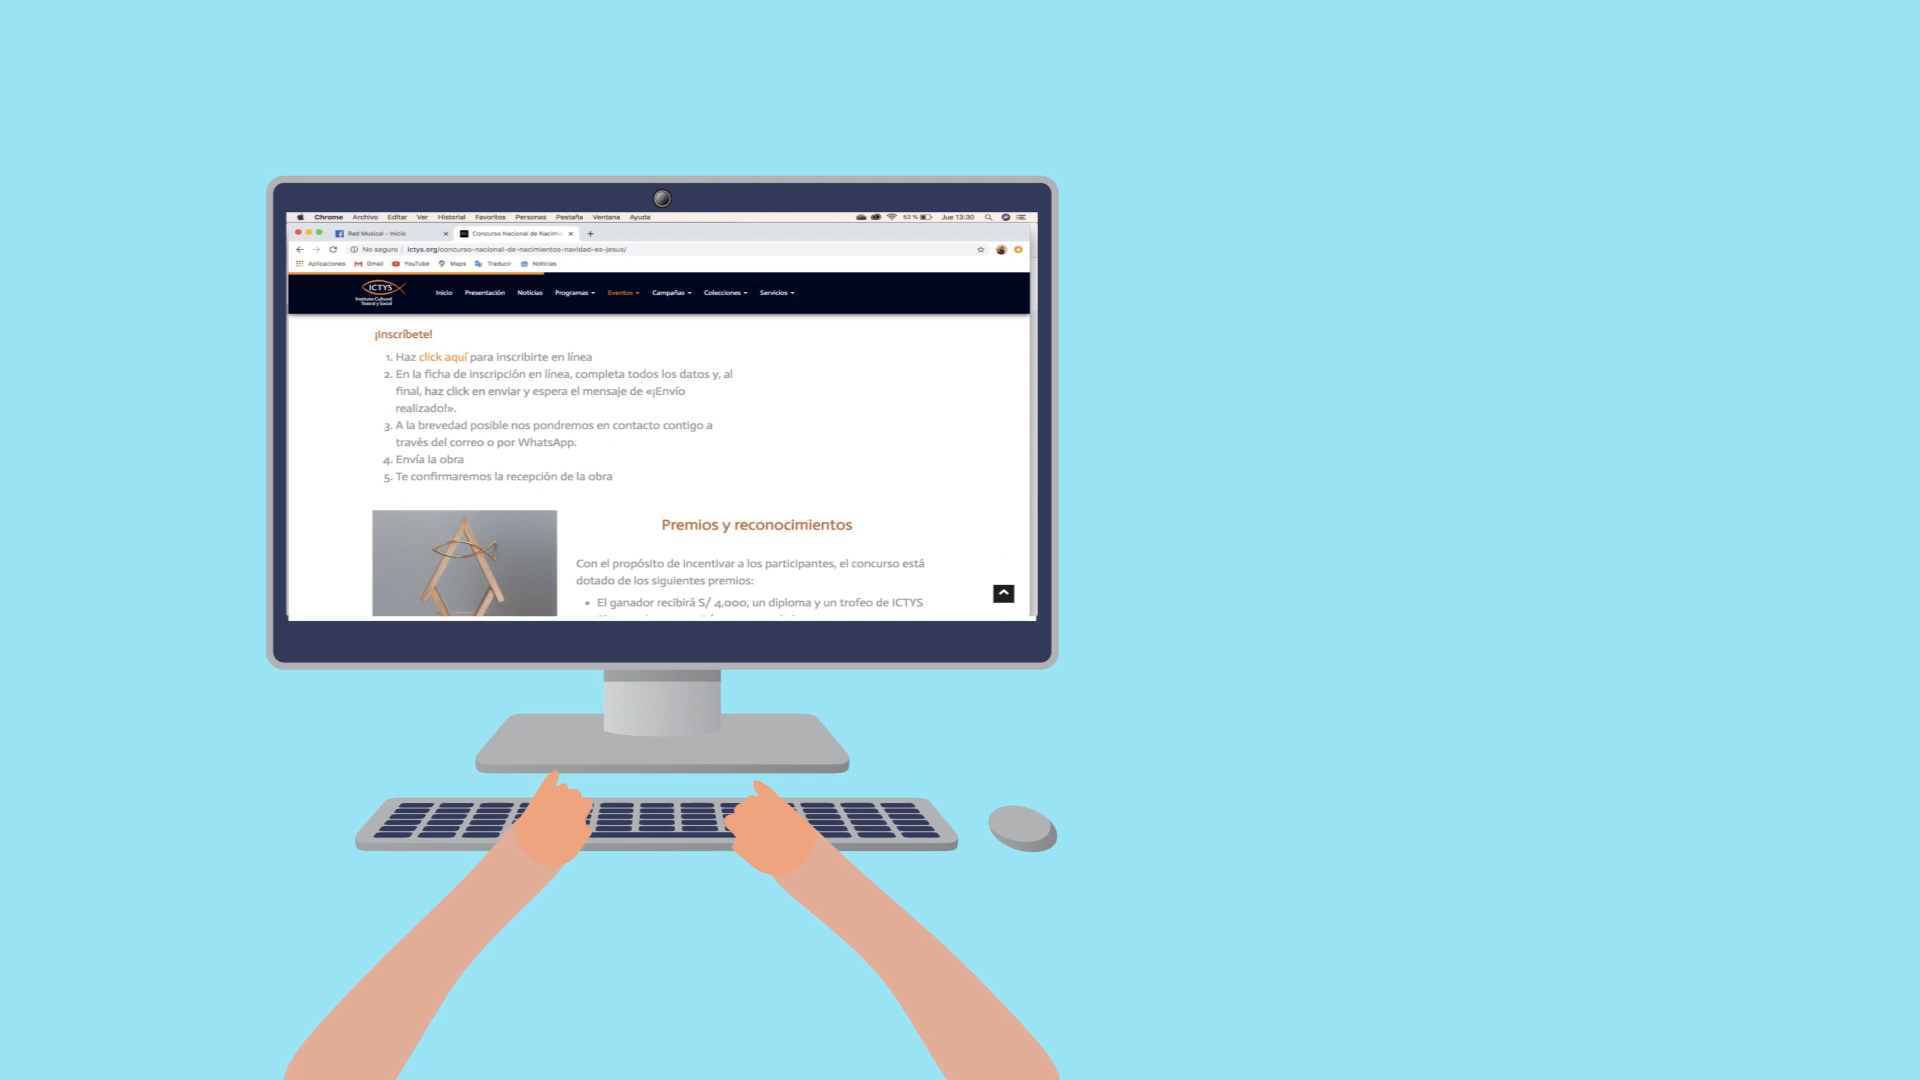 Chrome Archivo Editar Ver Historial Favoritos Personas Pestaña Ventana Ayuda 53 % Jue 13:30
Red Musical - Inicio Concurso Nacional de Nacimie
No seguro ictys.org/concurso-nacional-de-nacimientos-navidad-es-jesus/
Aplicaciones Gmail YouTube Maps Traducir Noticias
ICTYS
Instituto Cultural
Teatral y Social
Inicio Presentación Noticias Programas Eventos Campañas Colecciones Servicios
¡Inscríbete!
1. Haz click aquí para inscribirte en línea
2. En la ficha de inscripción en línea, completa todos los datos y, al
final, haz click en enviar y espera el mensaje de «¡Envío
realizado!».
3. A la brevedad posible nos pondremos en contacto contigo a
través del correo o por WhatsApp.
4. Envía la obra
5. Te confirmaremos la recepción de la obra
Premios y reconocimientos
Con el propósito de incentivar a los participantes, el concurso está
dotado de los siguientes premios:
• El ganador recibirá S/ 4,000, un diploma y un trofeo de ICTYS